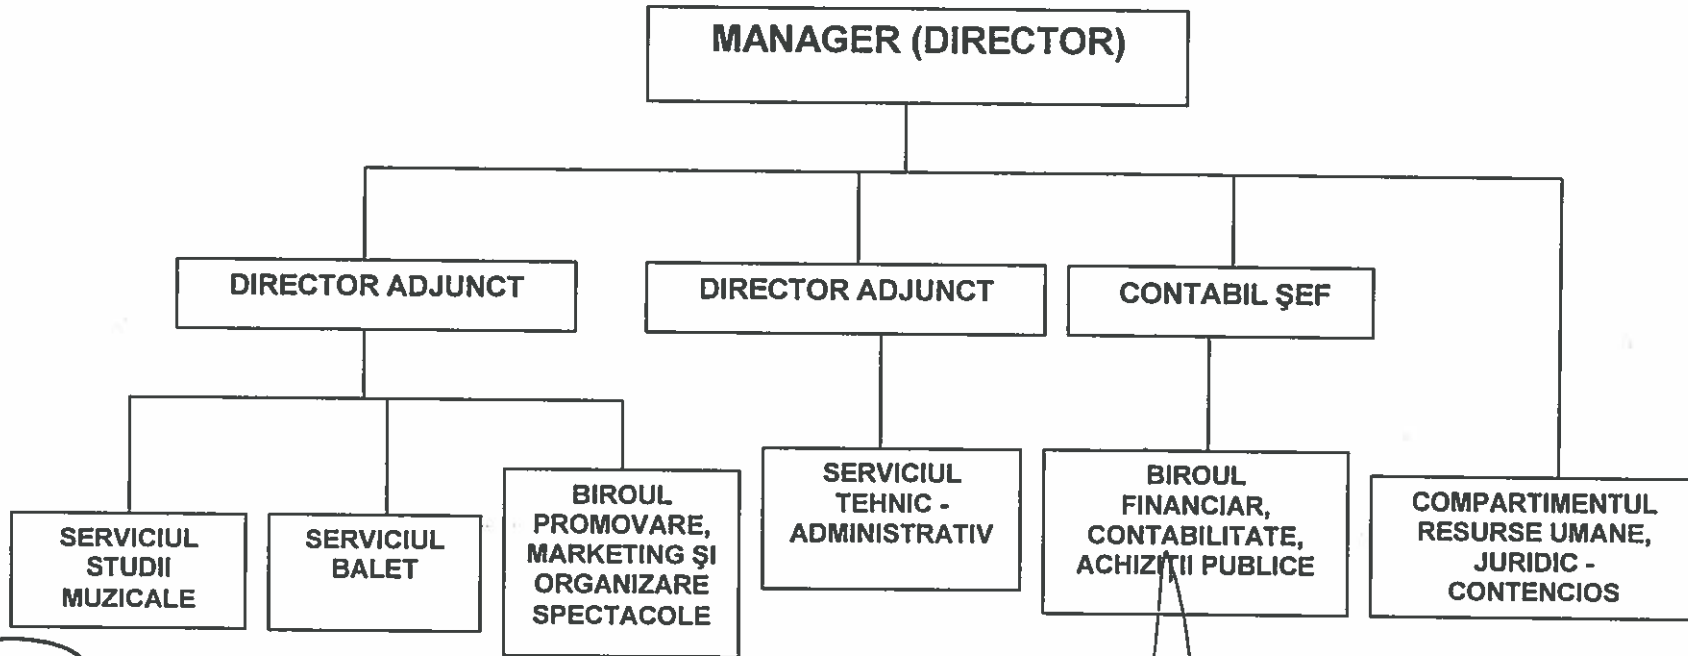 MANAGER (DIRECTOR)
DIRECTOR ADJUNCT
DIRECTOR ADJUNCT
CONTABIL ŞEF
SERVICIUL
STUDII
MUZICALE
SERVICIUL
BALET
BIROUL
PROMOVARE,
MARKETING ŞI
ORGANIZARE
SPECTACOLE
SERVICIUL
TEHNIC -
ADMINISTRATIV
BIROUL
FINANCIAR,
CONTABILITATE,
ACHIZIŢII PUBLICE
COMPARTIMENTUL
RESURSE UMANE,
JURIDIC -
CONTENCIOS